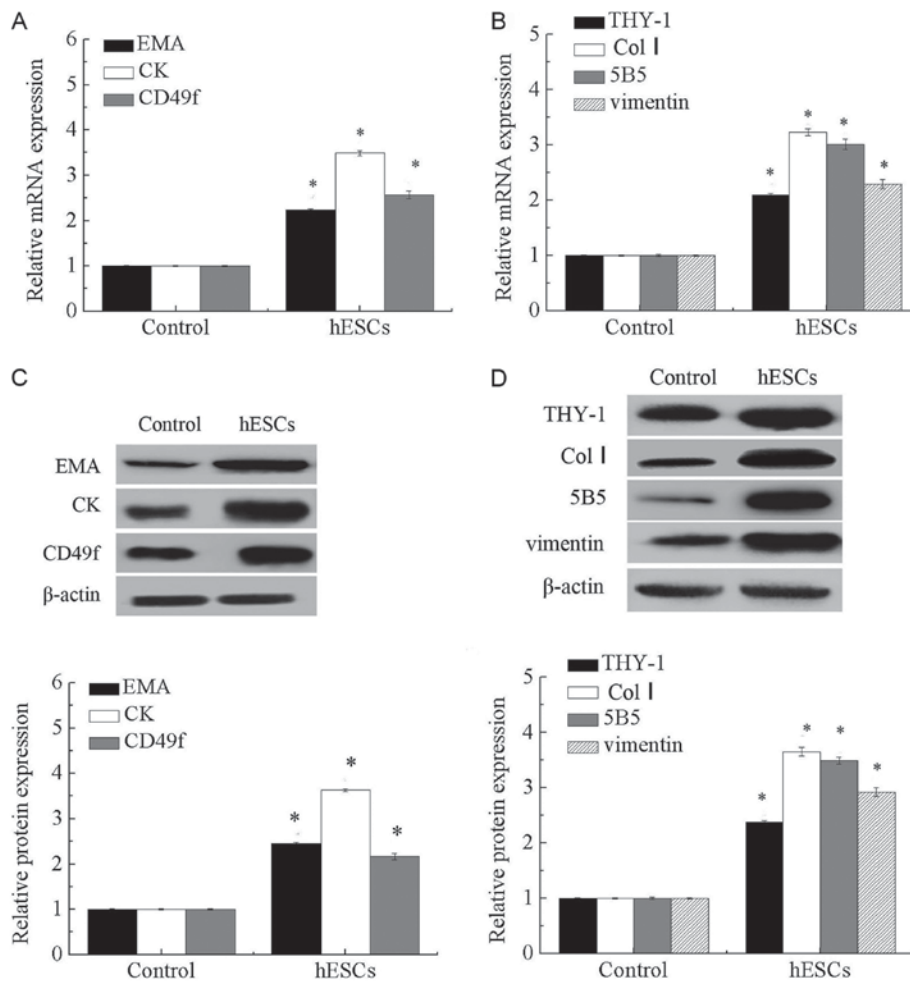 A
EMA
CK
CD49f
6
5
4
3
2
1
0
Relative mRNA expression
*
*
*
Control
hESCs
B
THY-1
Col I
5B5
vimentin
5
4
3
2
1
0
Relative mRNA expression
*
*
*
*
Control
hESCs
C
Control hESCs
EMA
CK
CD49f
β-actin
EMA
CK
CD49f
6
5
4
3
2
1
0
Relative protein expression
*
*
*
Control
hESCs
D
Control hESCs
THY-1
Col I
5B5
vimentin
β-actin
THY-1
Col I
5B5
vimentin
5
4
3
2
1
0
Relative protein expression
*
*
*
*
Control
hESCs